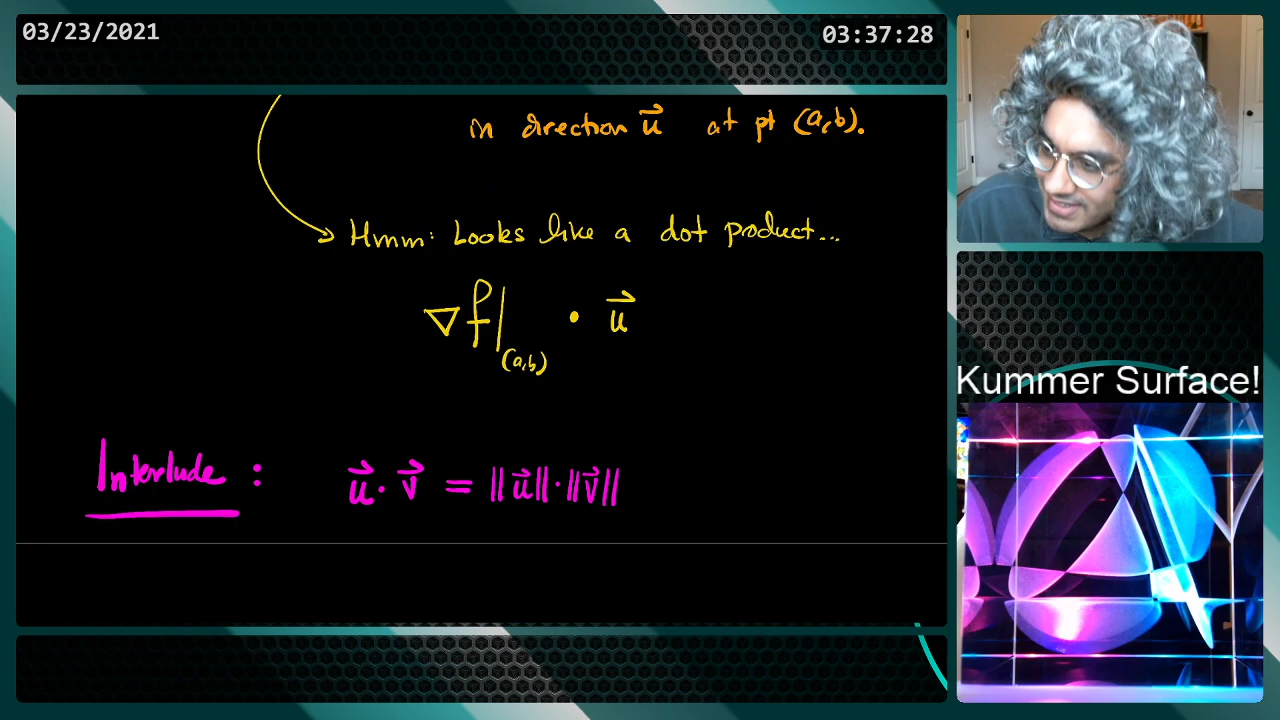 03/23/2021
03:37:28
in direction u⃗ at pt (a,b).
Hmm: Looks like a dot product...
∇f|(a,b) • u⃗
Interlude : u⃗ · v⃗ = ||u⃗|| · ||v⃗||
Kummer Surface!